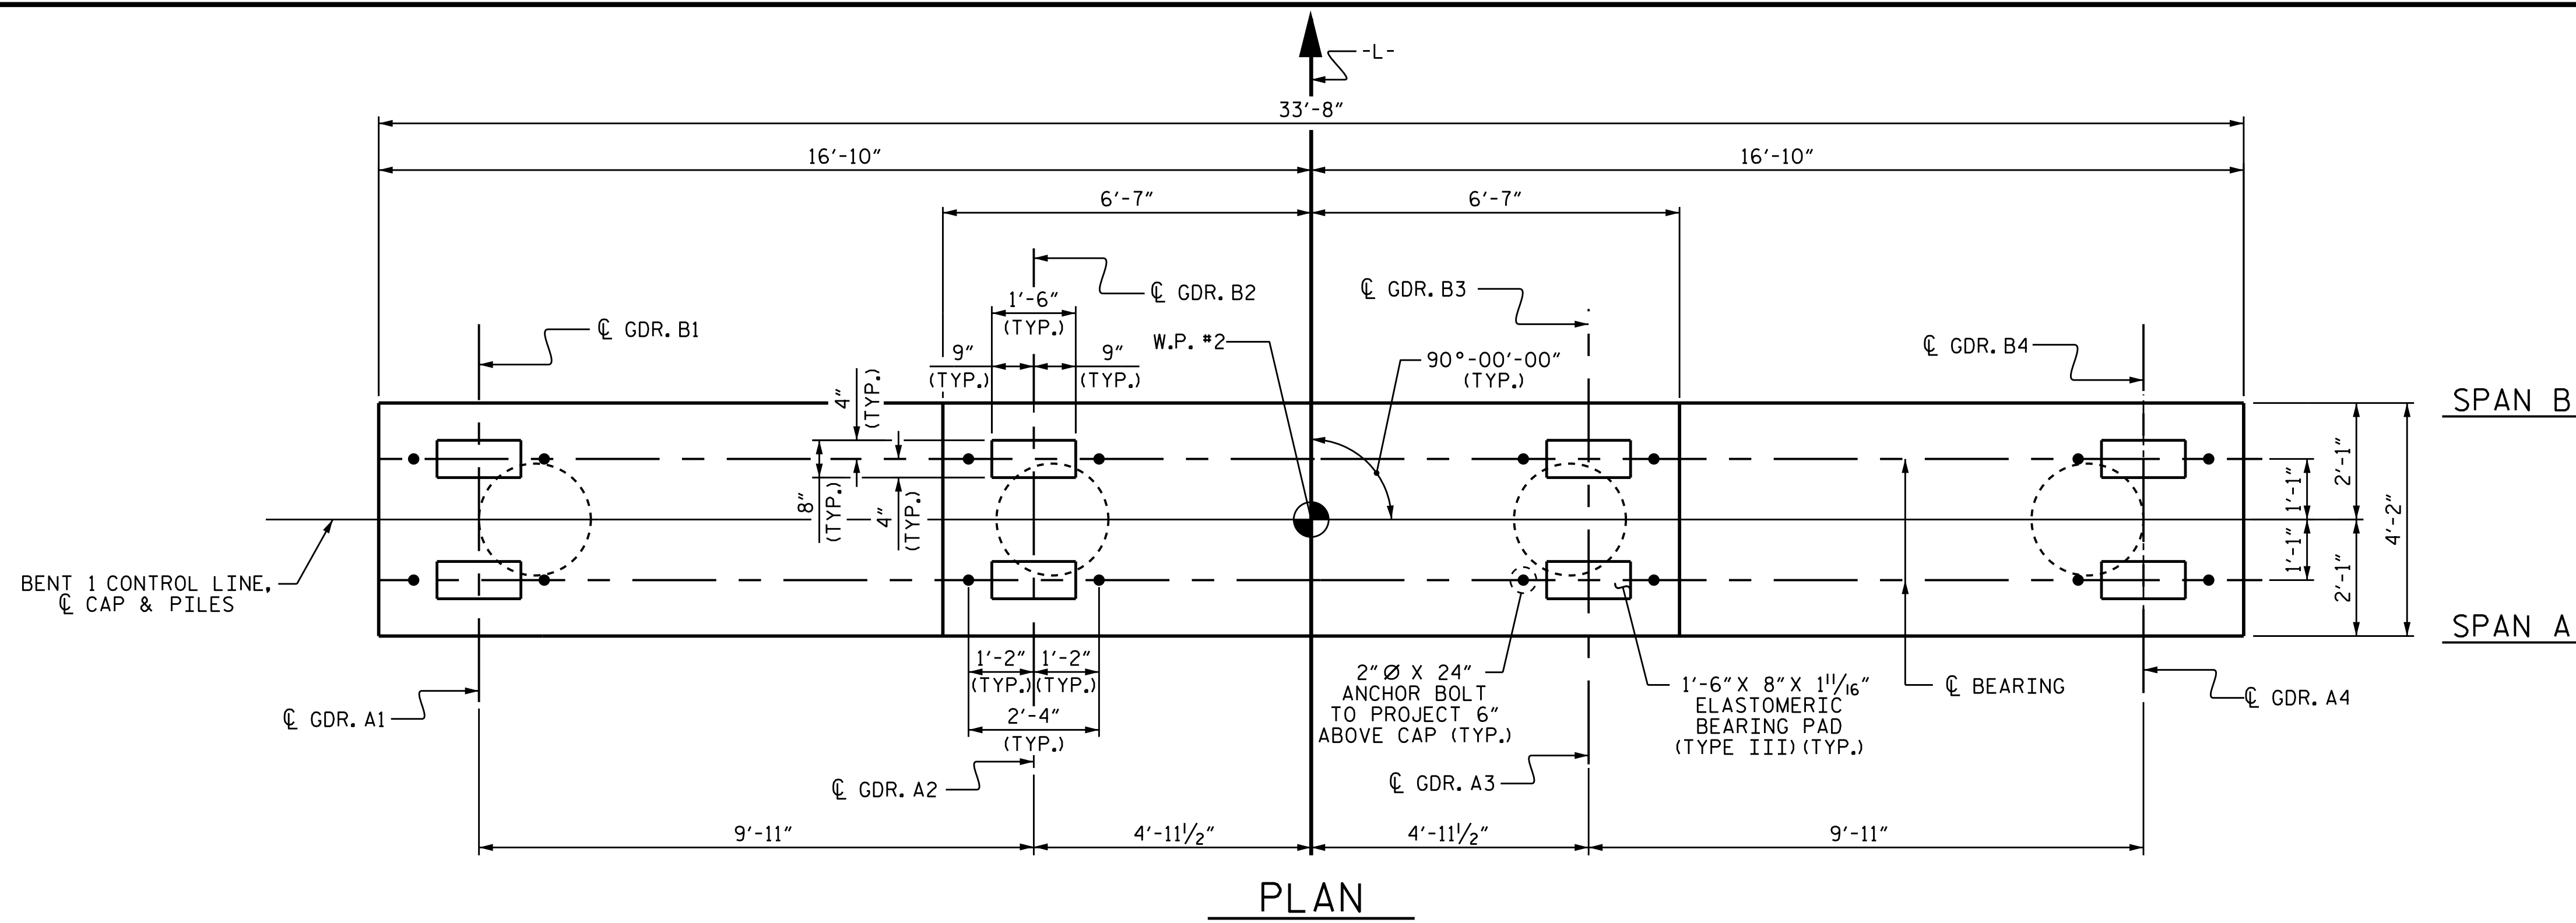 -L-
33'-8"
16'-10" 16'-10"
6'-7" 6'-7"
℄ GDR. B1
℄ GDR. B2
℄ GDR. B3
℄ GDR. B4
1'-6"
(TYP.)
W.P. #2
9" 9"
(TYP.) (TYP.)
90°-00'-00"
(TYP.)
4"
(TYP.)
8"
(TYP.)
4"
(TYP.)
SPAN B
2'-1"
1'-1"
4'-2"
1'-1"
2'-1"
SPAN A
BENT 1 CONTROL LINE,
℄ CAP & PILES
1'-2" 1'-2"
(TYP.) (TYP.)
2'-4"
(TYP.)
2" Ø X 24"
ANCHOR BOLT
TO PROJECT 6"
ABOVE CAP (TYP.)
1'-6" X 8" X 1 11/16"
ELASTOMERIC
BEARING PAD
(TYPE III) (TYP.)
℄ BEARING
℄ GDR. A1
℄ GDR. A2
℄ GDR. A3
℄ GDR. A4
9'-11" 4'-11 1/2" 4'-11 1/2" 9'-11"
PLAN